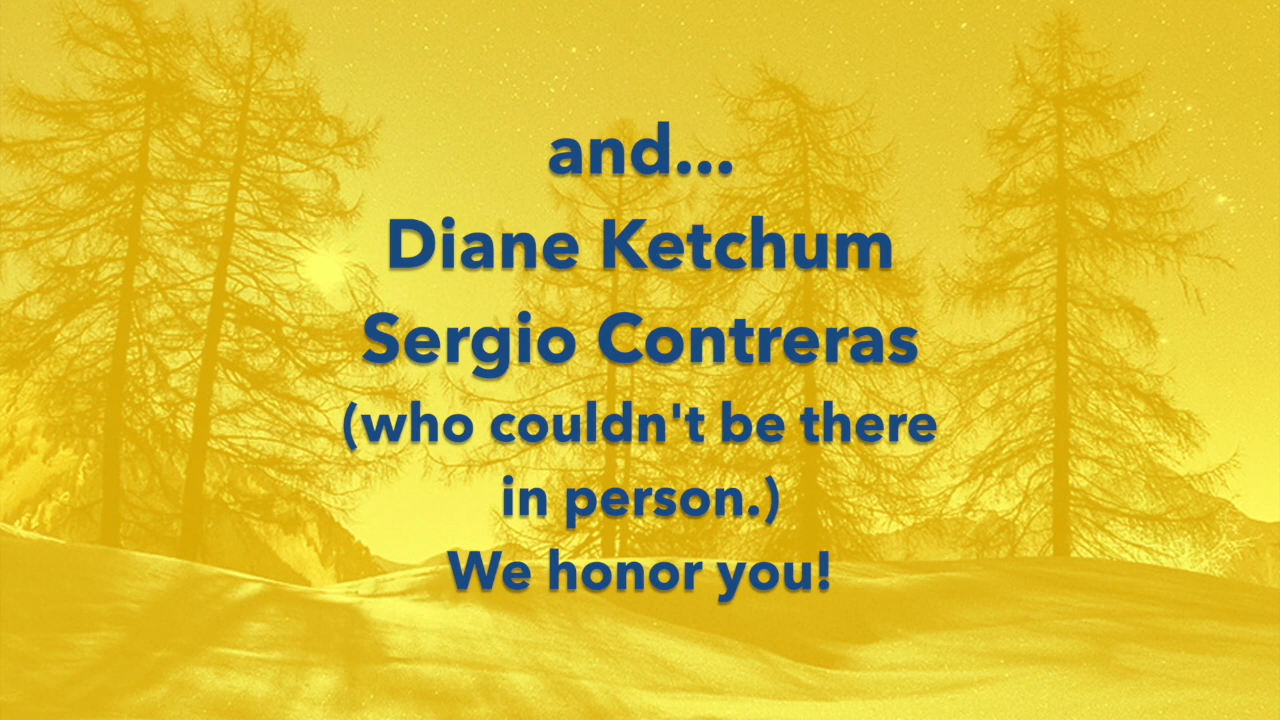 and...
Diane Ketchum
Sergio Contreras
(who couldn't be there
in person.)
We honor you!